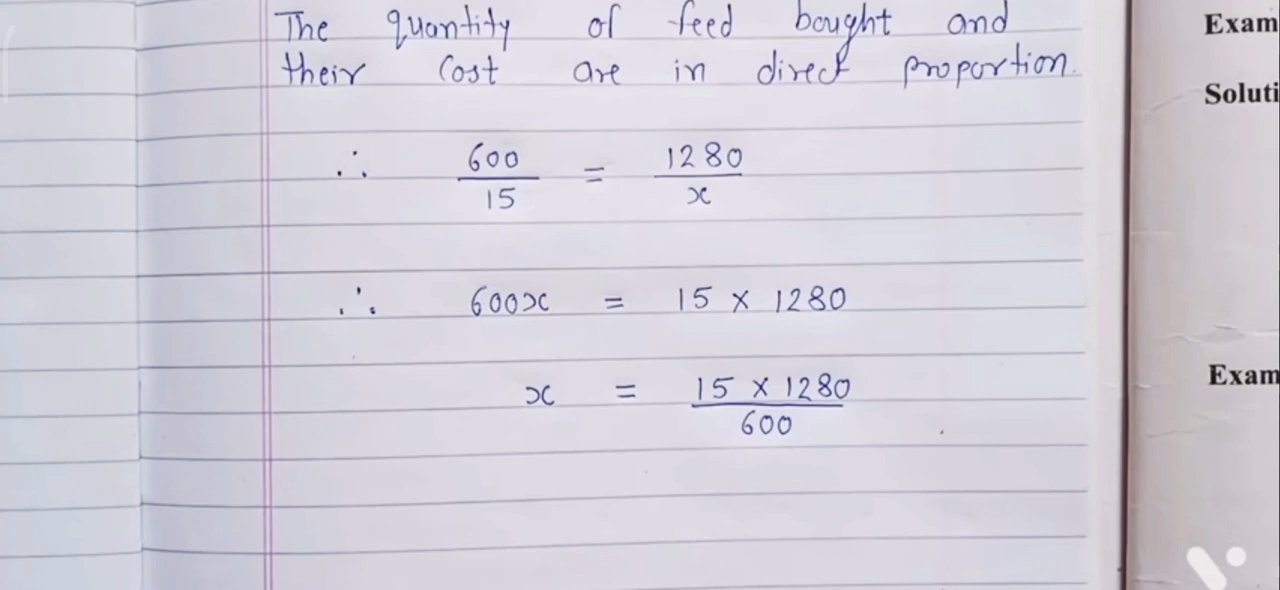 The quantity of feed bought and
their cost are in direct proportion.
∴ 600/15 = 1280/x
∴ 600x = 15 × 1280
x = 15 × 1280/600
Exam
Soluti
Exam